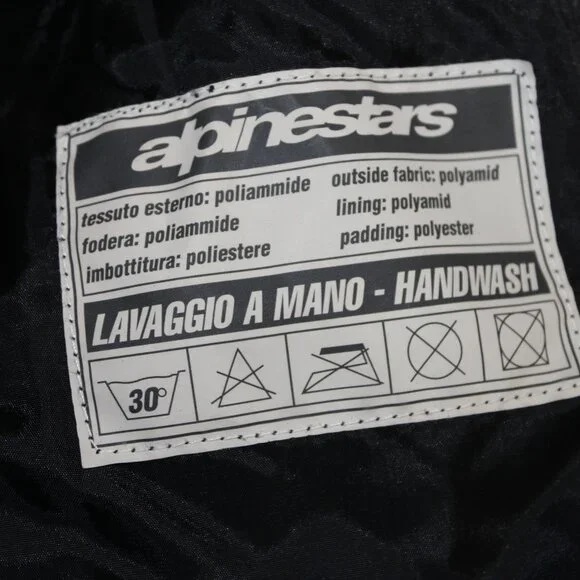 alpinestars
tessuto esterno: poliammide
fodera: poliammide
imbottitura: poliestere
outside fabric: polyamid
lining: polyamid
padding: polyester
LAVAGGIO A MANO - HANDWASH
30°